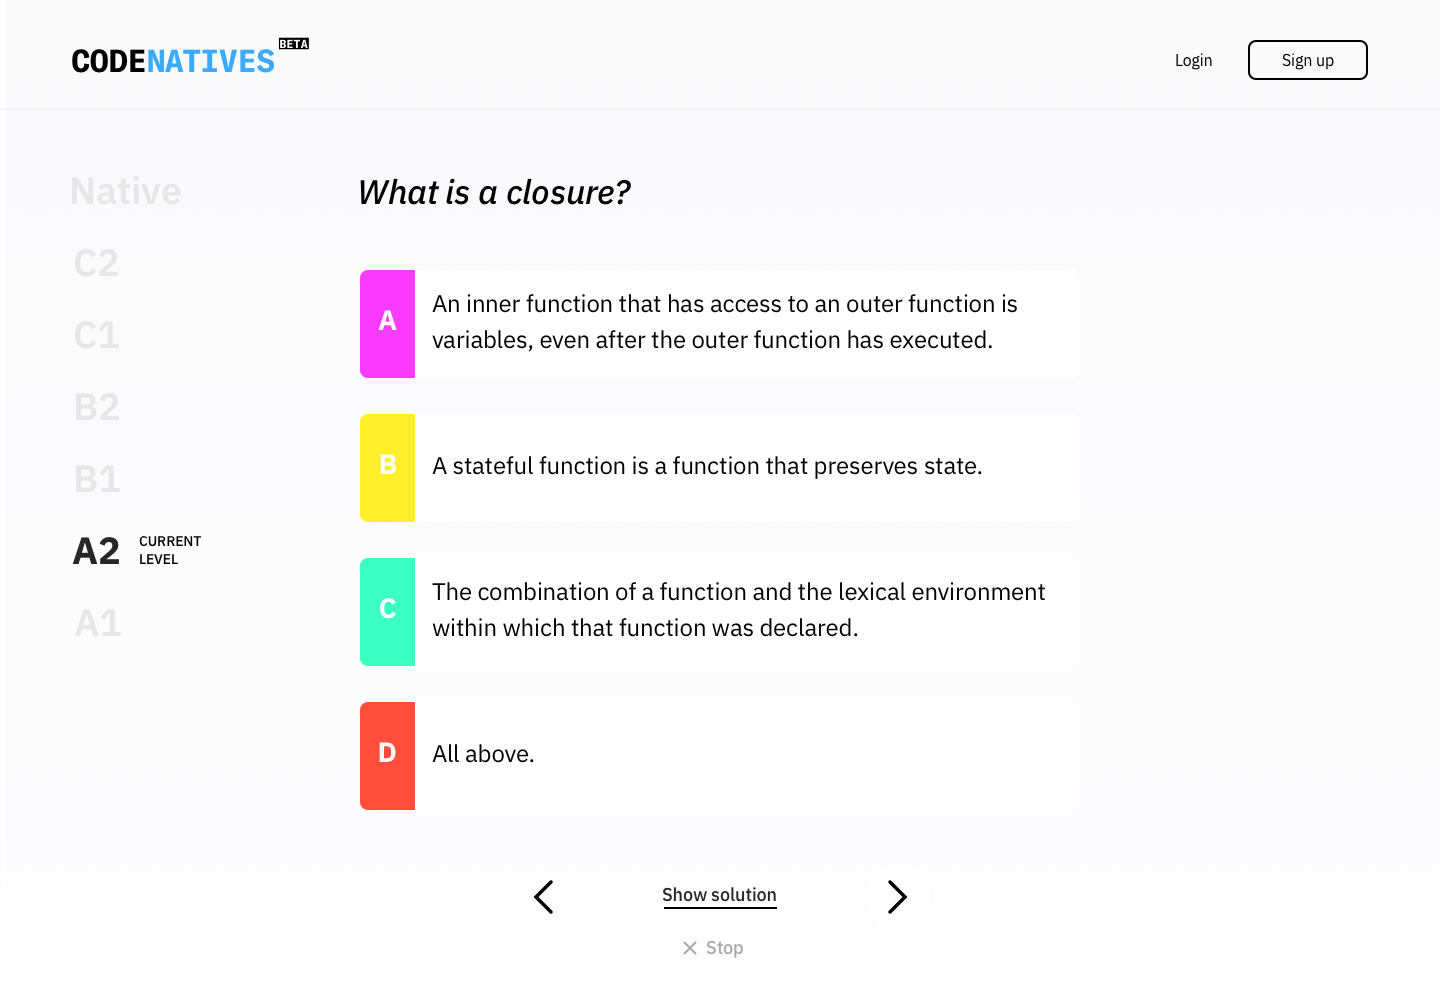 CODENATIVES BETA
Login
Sign up
Native
C2
C1
B2
B1
A2 CURRENT
LEVEL
A1
What is a closure?
A
An inner function that has access to an outer function is
variables, even after the outer function has executed.
B
A stateful function is a function that preserves state.
C
The combination of a function and the lexical environment
within which that function was declared.
D
All above.
Show solution
Stop